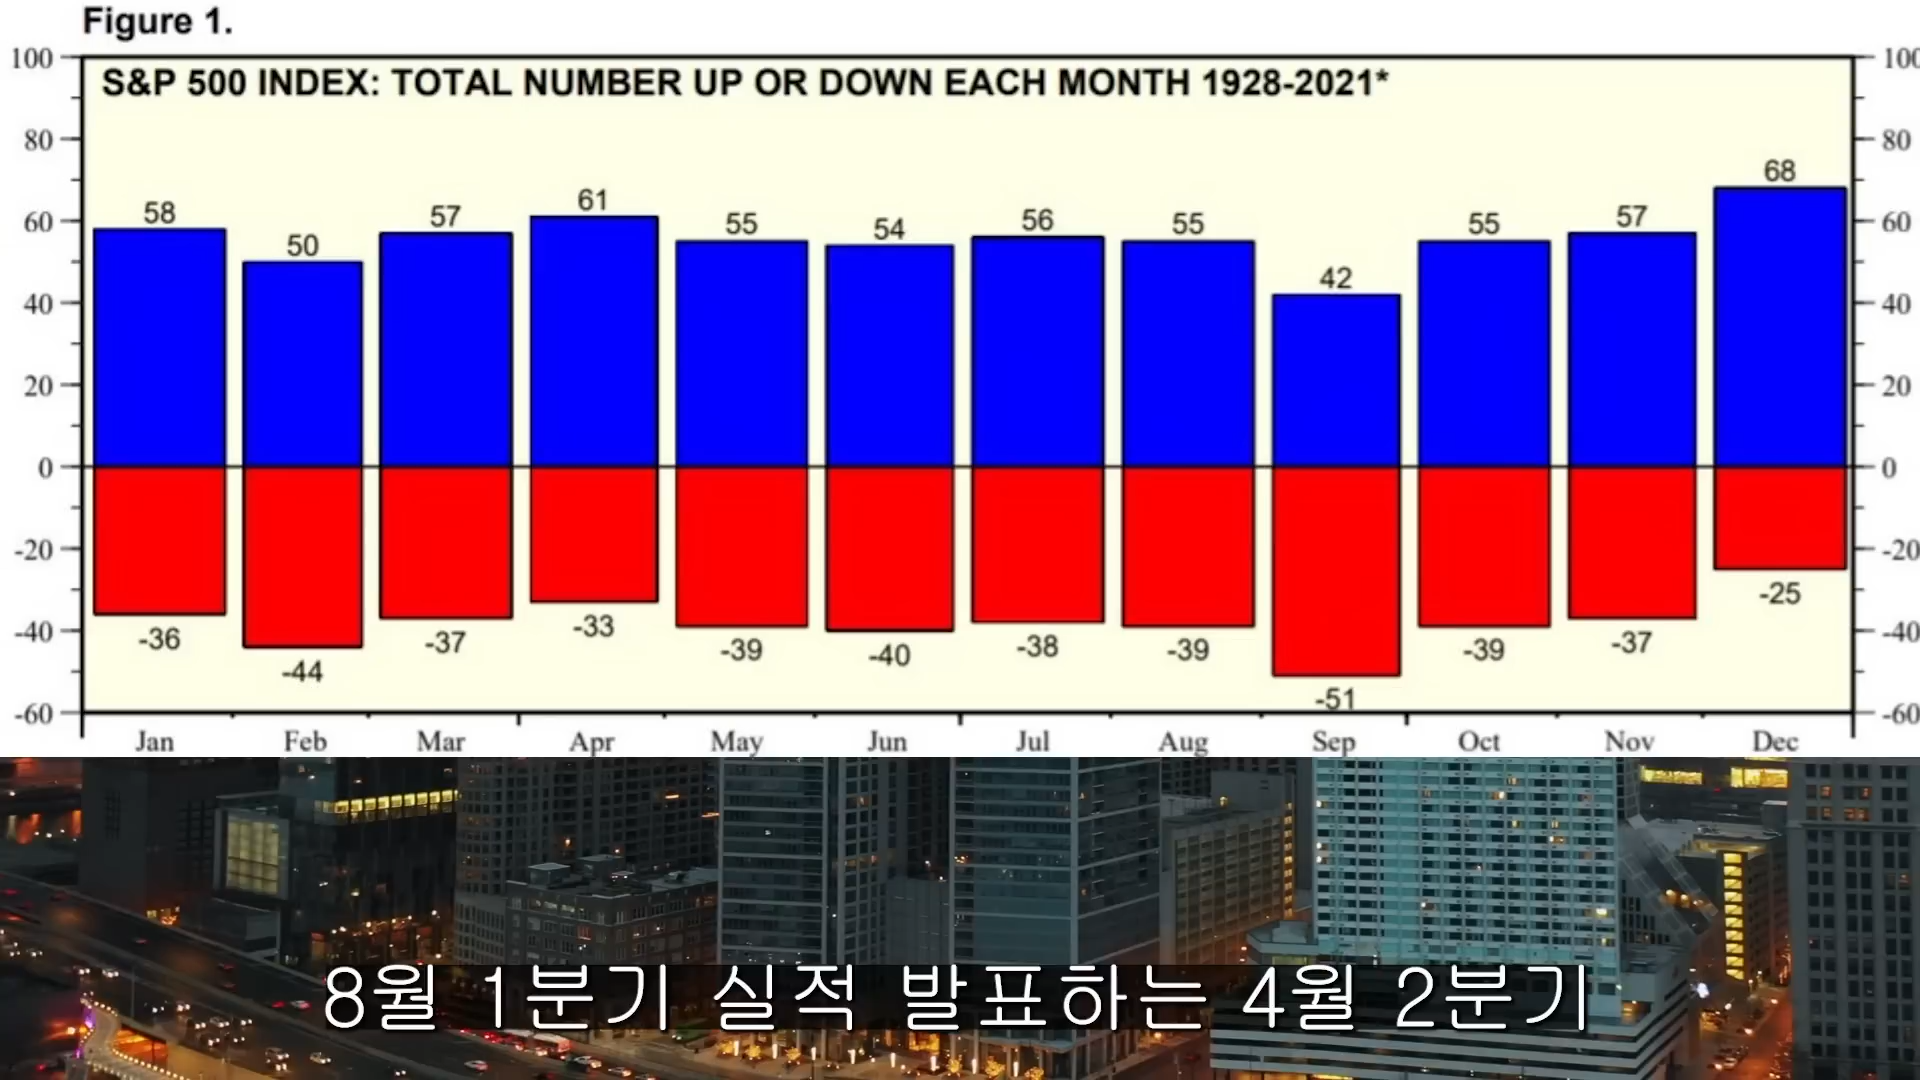 Figure 1.
S&P 500 INDEX: TOTAL NUMBER UP OR DOWN EACH MONTH 1928-2021*
100 100
80 80
60 60
40 40
20 20
0 0
-20 -20
-40 -40
-60 -60
58 50 57 61 55 54 56 55 42 55 57 68
-36 -44 -37 -33 -39 -40 -38 -39 -51 -39 -37 -25
Jan Feb Mar Apr May Jun Jul Aug Sep Oct Nov Dec
8월 1분기 실적 발표하는 4월 2분기